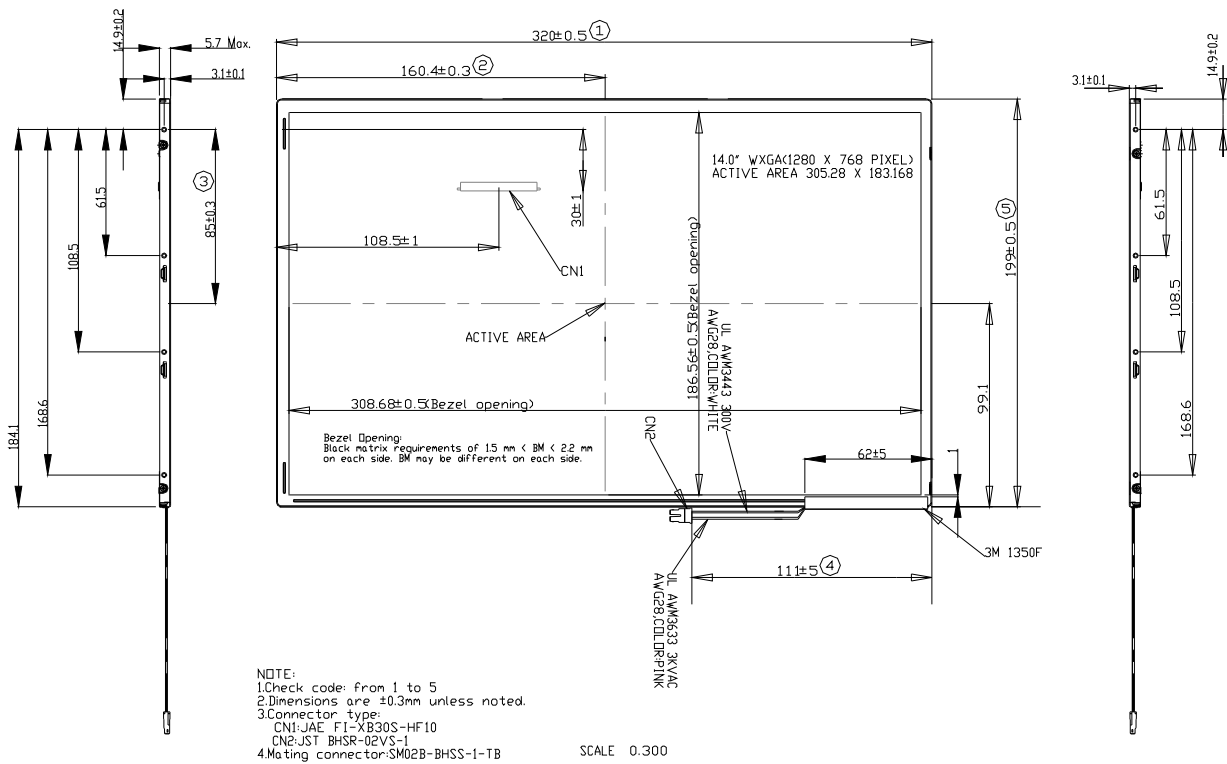 320±0.5 1
160.4±0.3 2
14.9±0.2
5.7 Max.
3.1±0.1
3.1±0.1
14.9±0.2
14.0" WXGA(1280 X 768 PIXEL)
ACTIVE AREA 305.28 X 183.168
85±0.3 3
61.5
108.5
168.6
184.1
30±1
108.5±1
CN1
ACTIVE AREA
186.56±0.5(Bezel opening)
199±0.5 5
61.5
108.5
168.6
99.1
308.68±0.5(Bezel opening)
UL AWM3443 300V
AWG28,COLOR:WHITE
CN2
Bezel Opening:
Black matrix requirements of 1.5 mm < BM < 2.2 mm
on each side. BM may be different on each side.
62±5
1
3M 1350F
111±5 4
UL AWM3633 3KVAC
AWG28,COLOR:PINK
NOTE:
1.Check code: from 1 to 5
2.Dimensions are ±0.3mm unless noted.
3.Connector type:
CN1:JAE FI-XB30S-HF10
CN2:JST BHSR-02VS-1
4.Mating connector:SM02B-BHSS-1-TB
SCALE 0.300